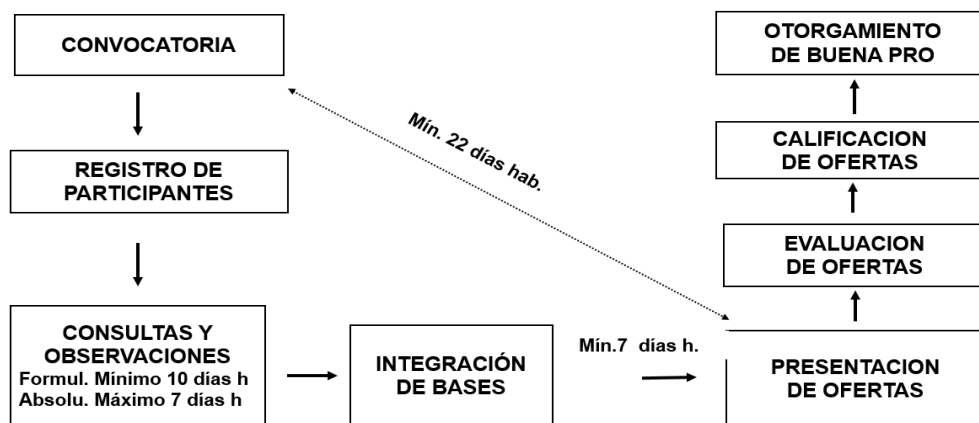 CONVOCATORIA
REGISTRO DE
PARTICIPANTES
CONSULTAS Y
OBSERVACIONES
Formul. Mínimo 10 días h
Absolu. Máximo 7 días h
INTEGRACIÓN
DE BASES
Mín.7 días h.
Mín. 22 días hab.
PRESENTACION
DE OFERTAS
EVALUACION
DE OFERTAS
CALIFICACION
DE OFERTAS
OTORGAMIENTO
DE BUENA PRO